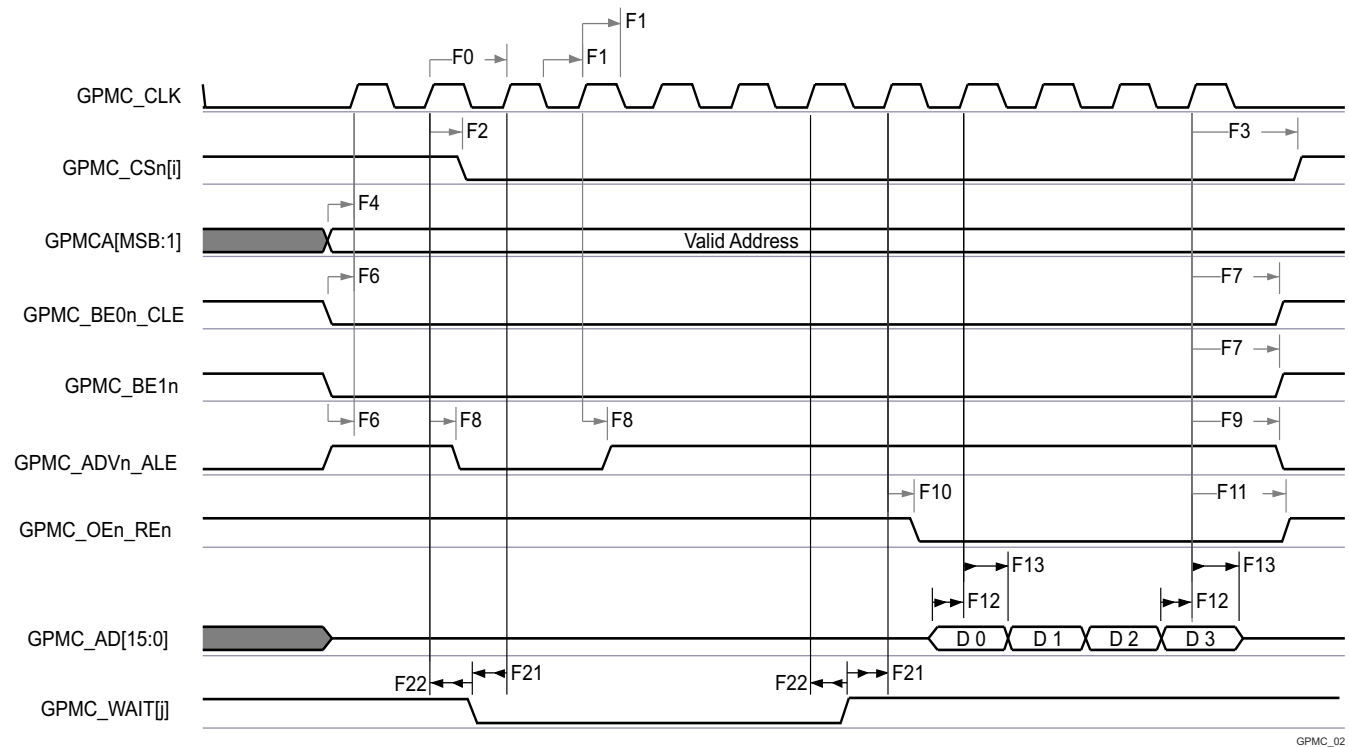 F1
F0 F1
GPMC_CLK
F2 F3
GPMC_CSn[i]
F4
GPMCA[MSB:1] Valid Address
F6 F7
GPMC_BE0n_CLE
F7
GPMC_BE1n
F6 F8 F8 F9
GPMC_ADVn_ALE
F10 F11
GPMC_OEn_REn
F13 F13
F12 F12
GPMC_AD[15:0] D 0 D 1 D 2 D 3
F22 F21 F22 F21
GPMC_WAIT[j]
GPMC_02